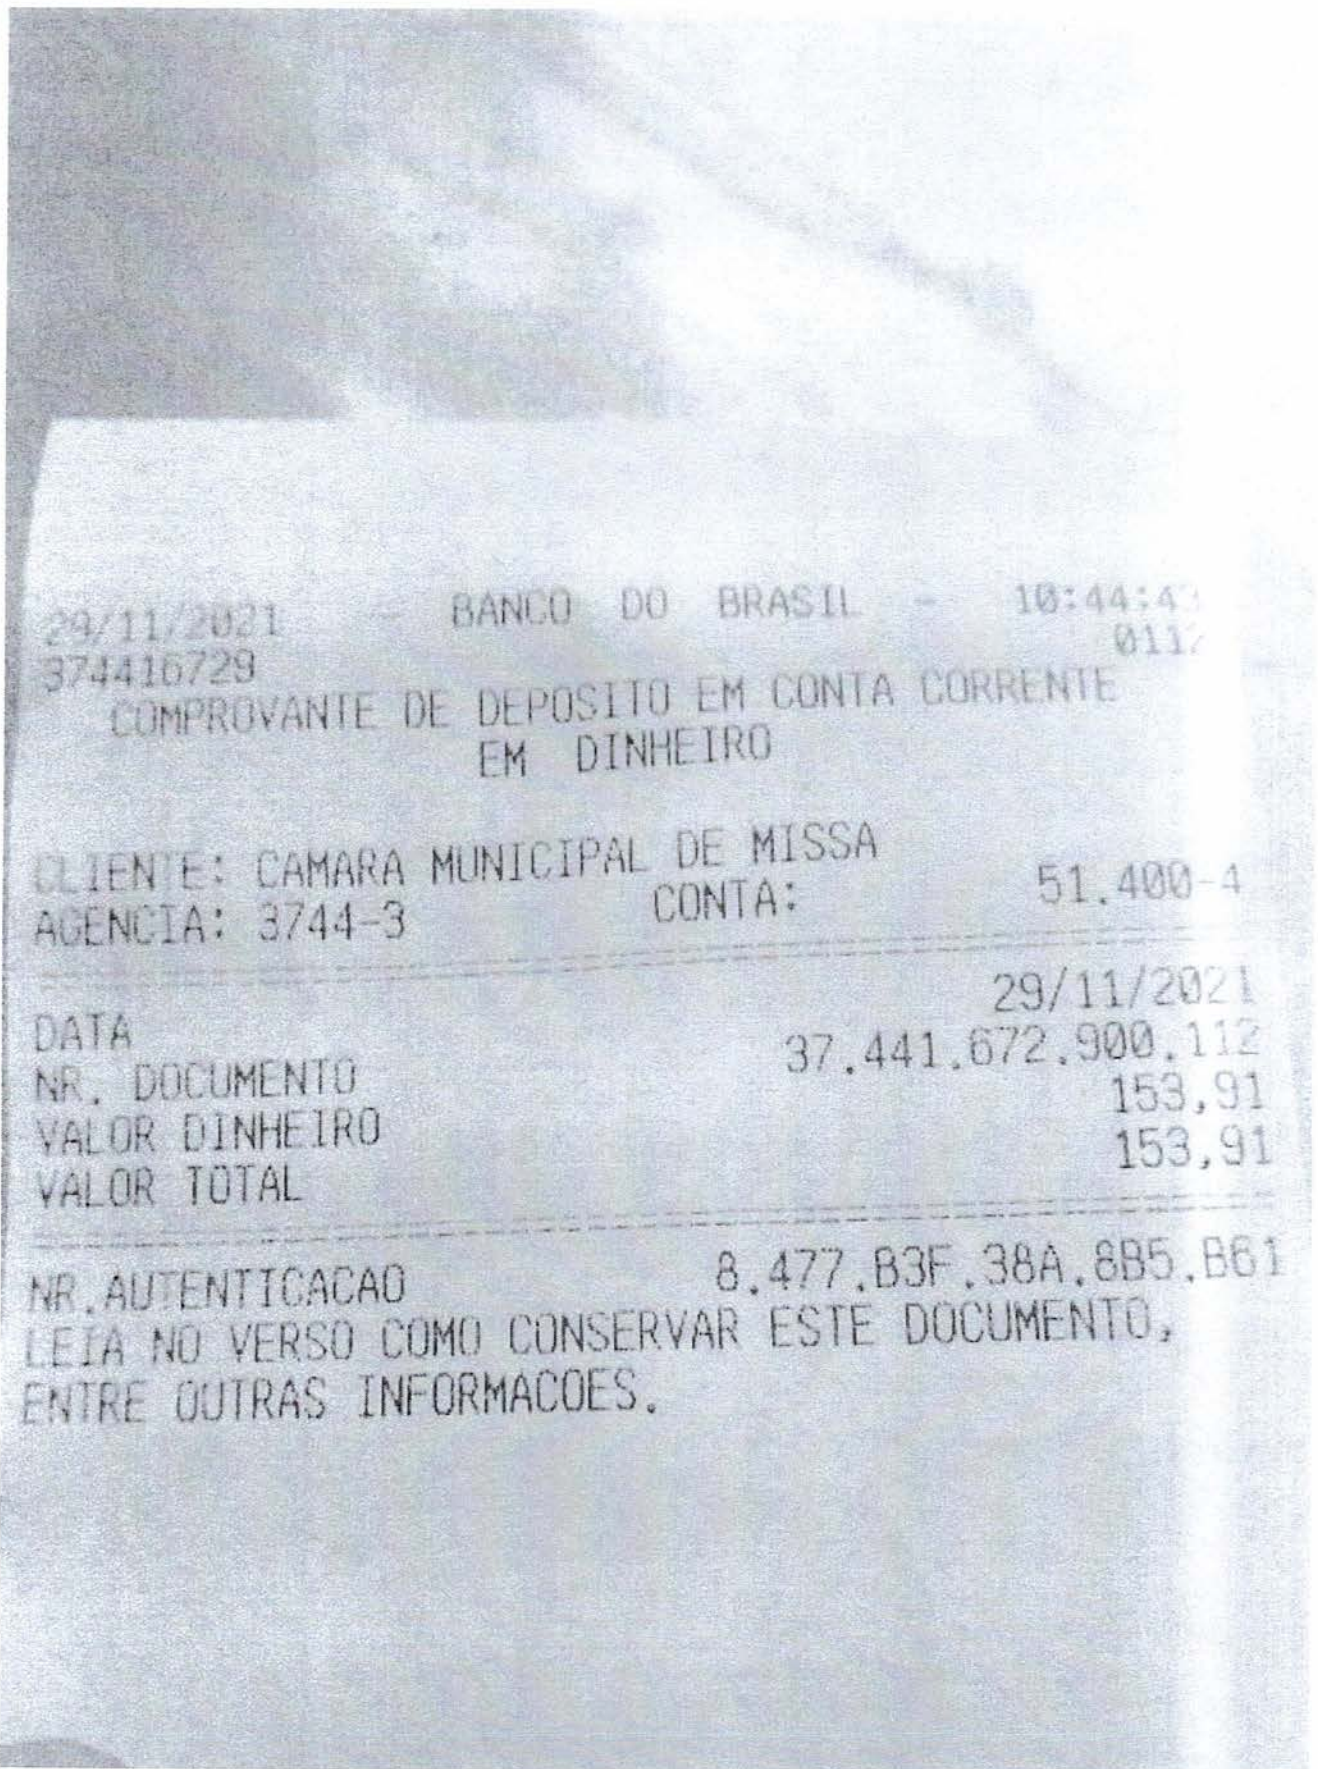 29/11/2021 - BANCO DO BRASIL - 10:44:43
374416729 0112
COMPROVANTE DE DEPOSITO EM CONTA CORRENTE
EM DINHEIRO
CLIENTE: CAMARA MUNICIPAL DE MISSA
AGENCIA: 3744-3 CONTA: 51.400-4
DATA 29/11/2021
NR. DOCUMENTO 37.441.672.900.112
VALOR DINHEIRO 153,91
VALOR TOTAL 153,91
NR.AUTENTICACAO 8.477.B3F.38A.8B5.B61
LEIA NO VERSO COMO CONSERVAR ESTE DOCUMENTO,
ENTRE OUTRAS INFORMACOES.